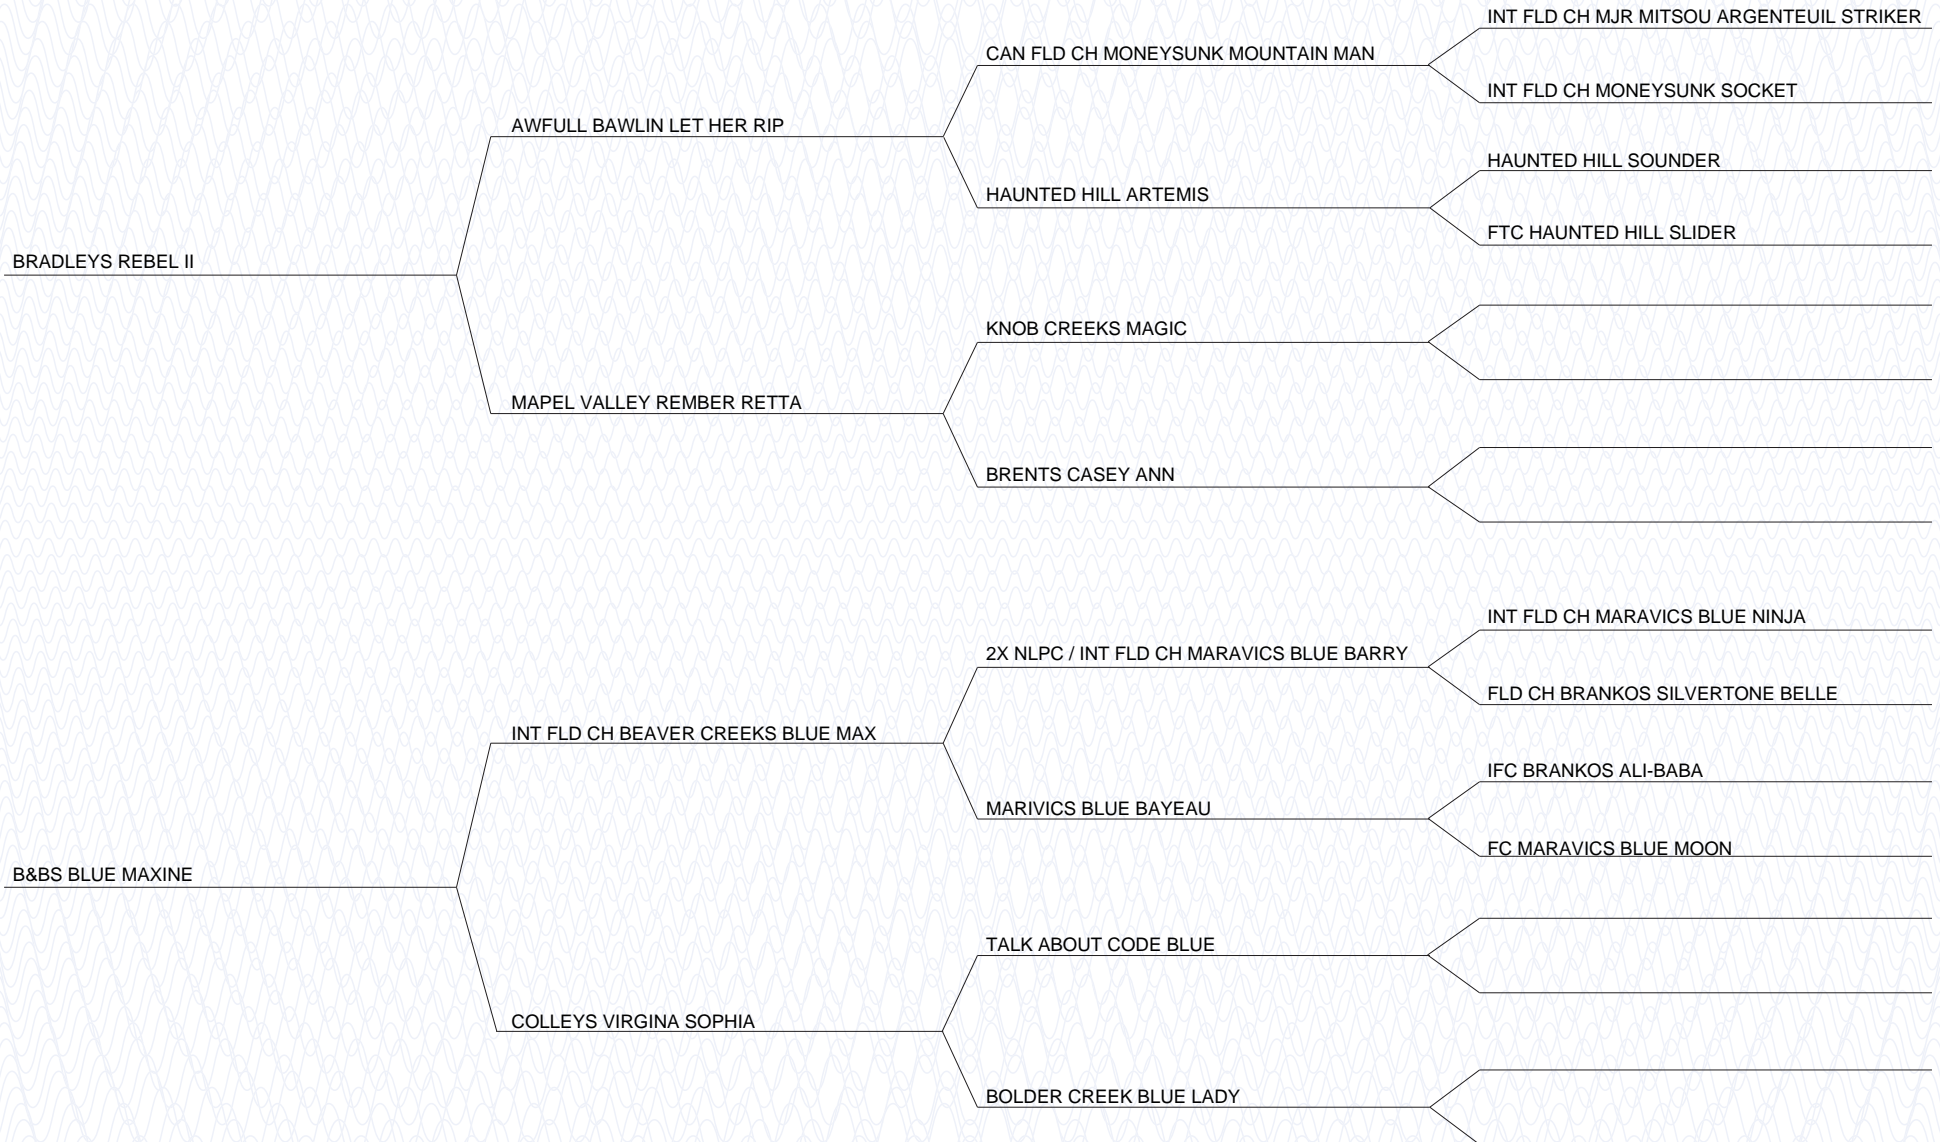 INT FLD CH MJR MITSOU ARGENTEUIL STRIKER
CAN FLD CH MONEYSUNK MOUNTAIN MAN
INT FLD CH MONEYSUNK SOCKET
AWFULL BAWLIN LET HER RIP
HAUNTED HILL SOUNDER
HAUNTED HILL ARTEMIS
FTC HAUNTED HILL SLIDER
BRADLEYS REBEL II
KNOB CREEKS MAGIC
MAPEL VALLEY REMBER RETTA
BRENTS CASEY ANN
INT FLD CH MARAVICS BLUE NINJA
2X NLPC / INT FLD CH MARAVICS BLUE BARRY
FLD CH BRANKOS SILVERTONE BELLE
INT FLD CH BEAVER CREEKS BLUE MAX
IFC BRANKOS ALI-BABA
MARIVICS BLUE BAYEAU
FC MARAVICS BLUE MOON
B&BS BLUE MAXINE
TALK ABOUT CODE BLUE
COLLEYS VIRGINA SOPHIA
BOLDER CREEK BLUE LADY